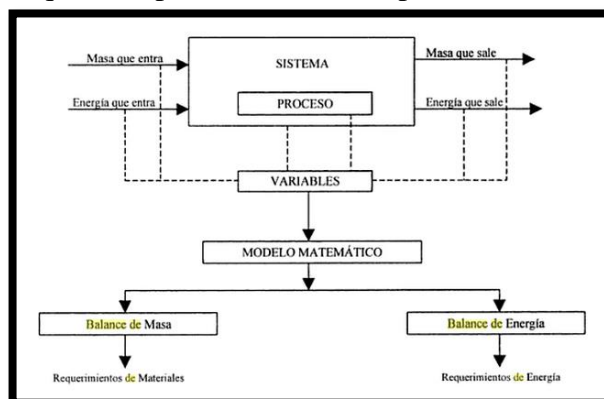 Masa que entra
SISTEMA
Masa que sale
Energía que entra
PROCESO
Energía que sale
VARIABLES
MODELO MATEMÁTICO
Balance de Masa
Balance de Energía
Requerimientos de Materiales
Requerimientos de Energía